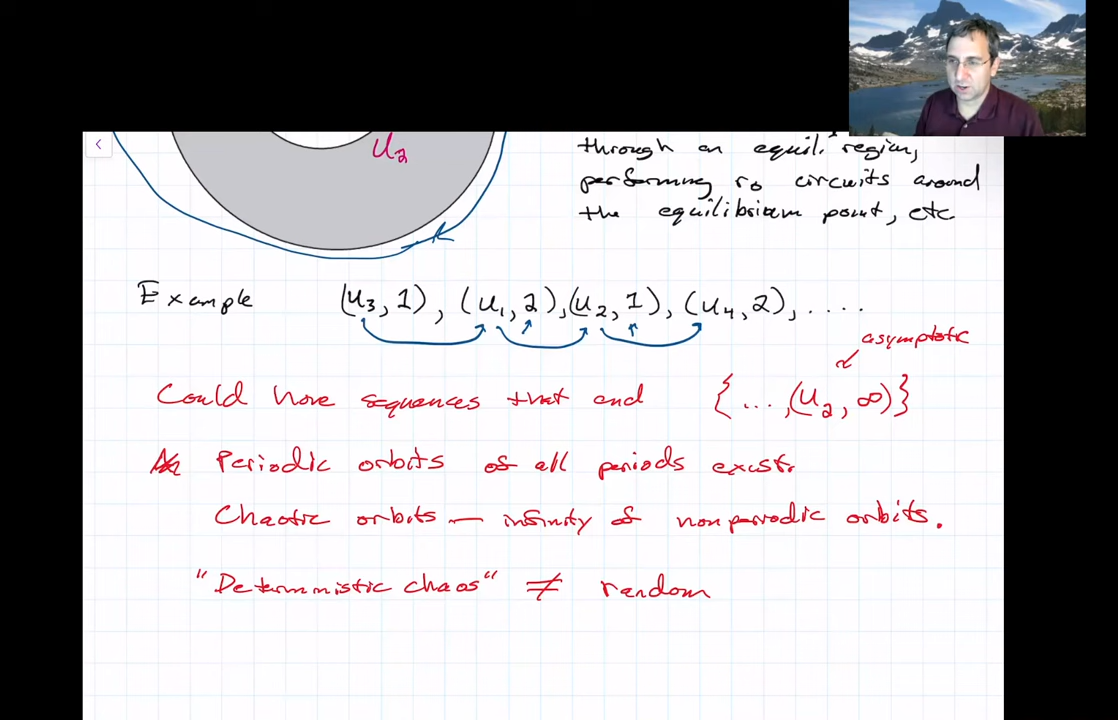 u₂
through an equil. region,
performing r₀ circuits around
the equilibrium point, etc
Example (u₃, 1), (u₁, 2), (u₂, 1), (u₄, 2), ....
asymptotic
Could have sequences that end {..., (u₂, ∞)}
Periodic orbits of all periods exist.
Chaotic orbits — infinity of nonperiodic orbits.
"Deterministic chaos" ≠ random